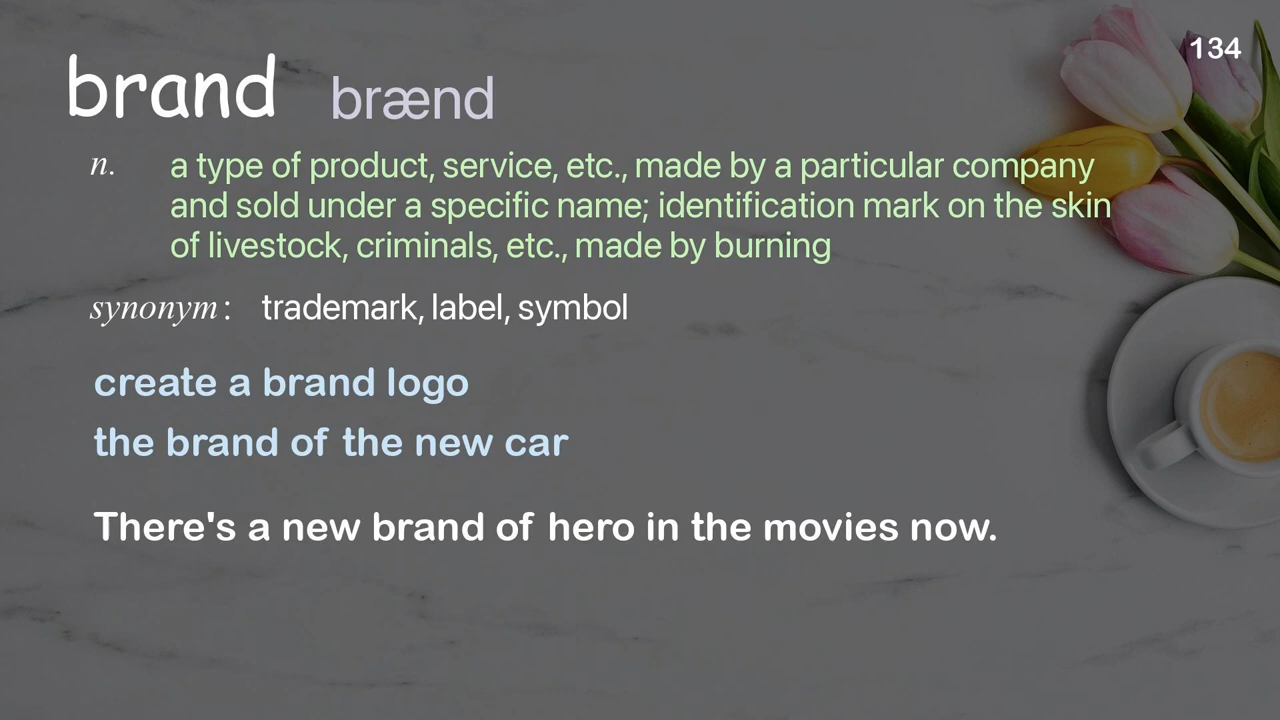 134
brand brænd
n. a type of product, service, etc., made by a particular company
and sold under a specific name; identification mark on the skin
of livestock, criminals, etc., made by burning
synonym: trademark, label, symbol
create a brand logo
the brand of the new car
There's a new brand of hero in the movies now.